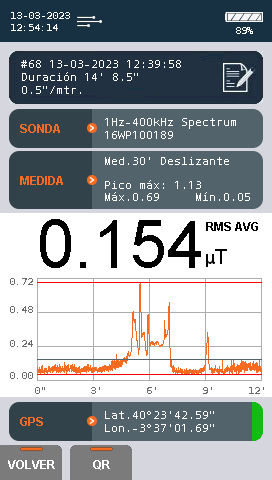 13-03-2023
12:54:14
89%
#68 13-03-2023 12:39:58
Duración 14' 8.5"
0.5"/mtr.
SONDA
1Hz-400kHz Spectrum
16WP100189
MEDIDA
Med.30' Deslizante
Pico máx: 1.13
Máx.0.69 Mín.0.05
0.154
RMS AVG
µT
0.72
0.48
0.24
0.00
0" 3' 6' 9' 12'
GPS
Lat.40°23'42.59"
Lon.-3°37'01.69"
VOLVER
QR